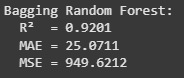 Bagging Random Forest:
R² = 0.9201
MAE = 25.0711
MSE = 949.6212